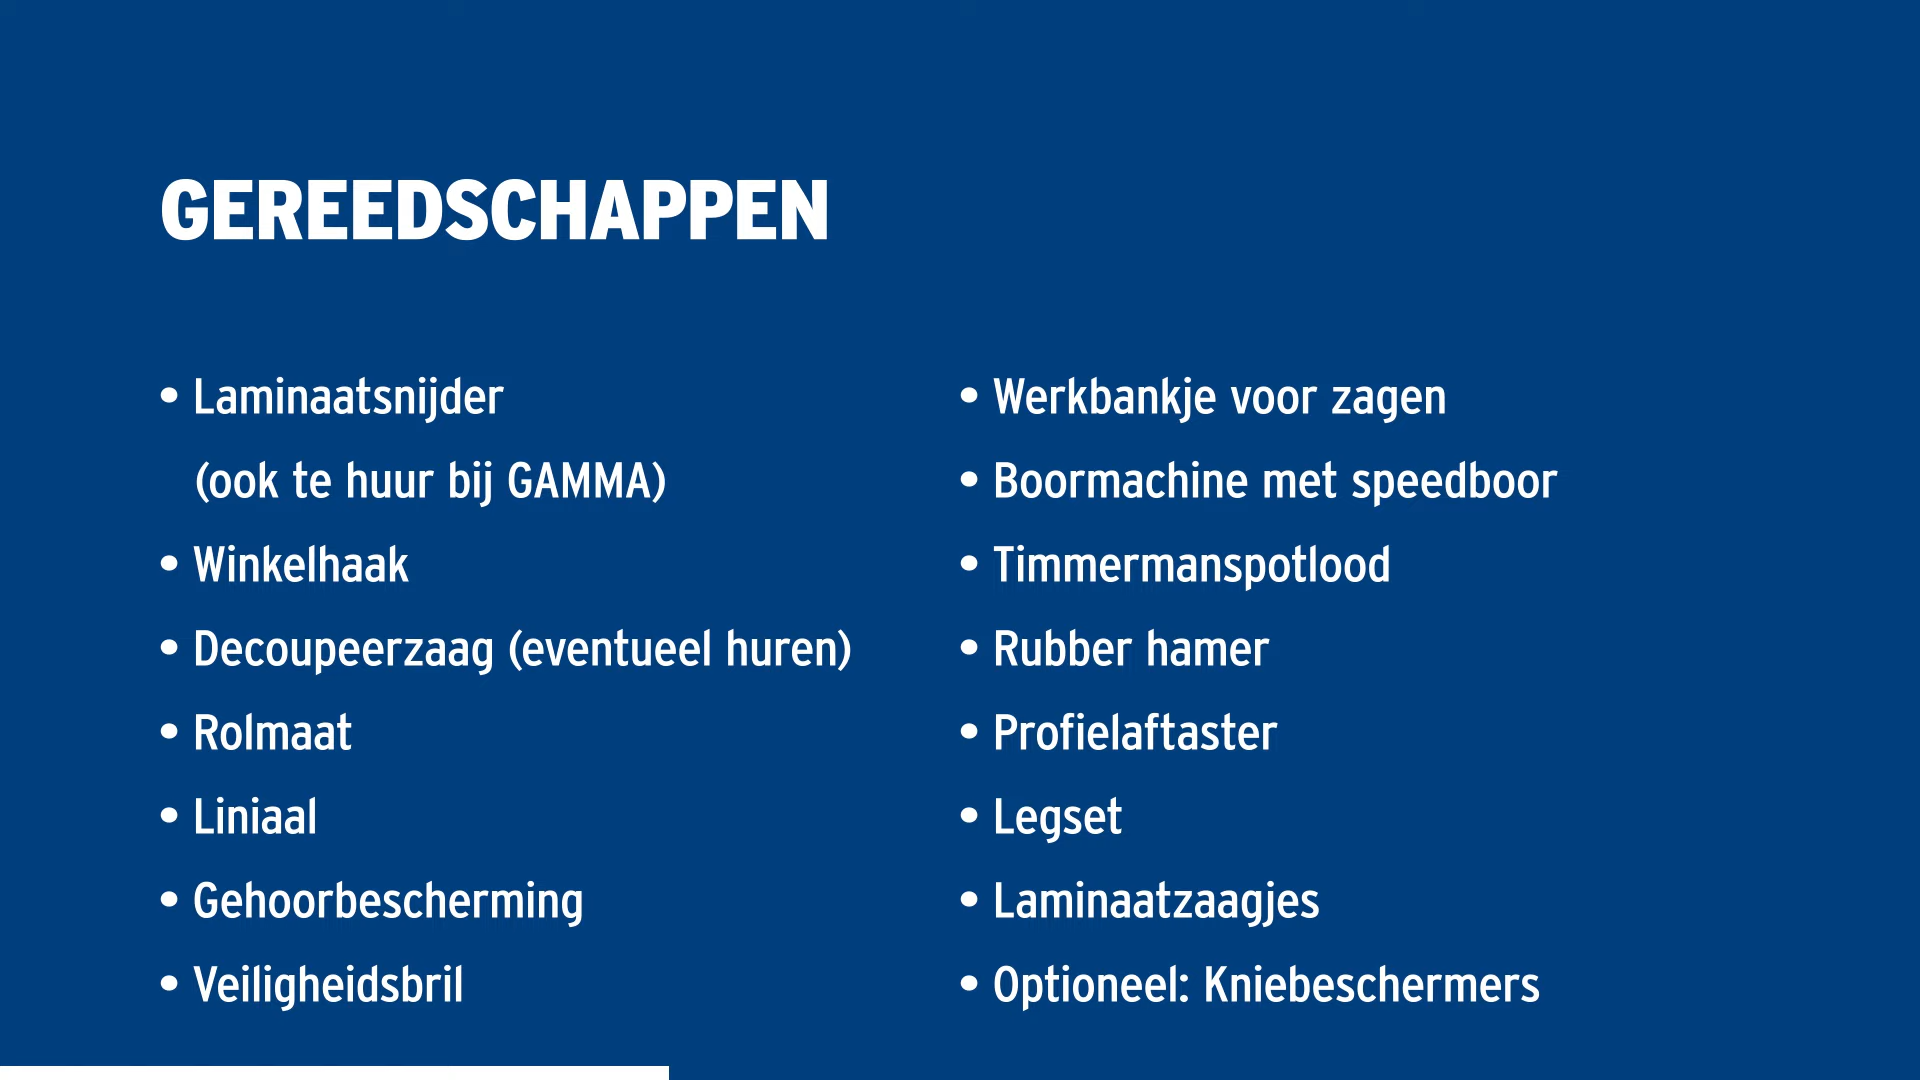 GEREEDSCHAPPEN
• Laminaatsnijder
(ook te huur bij GAMMA)
• Winkelhaak
• Decoupeerzaag (eventueel huren)
• Rolmaat
• Liniaal
• Gehoorbescherming
• Veiligheidsbril
• Werkbankje voor zagen
• Boormachine met speedboor
• Timmermanspotlood
• Rubber hamer
• Profielaftaster
• Legset
• Laminaatzaagjes
• Optioneel: Kniebeschermers